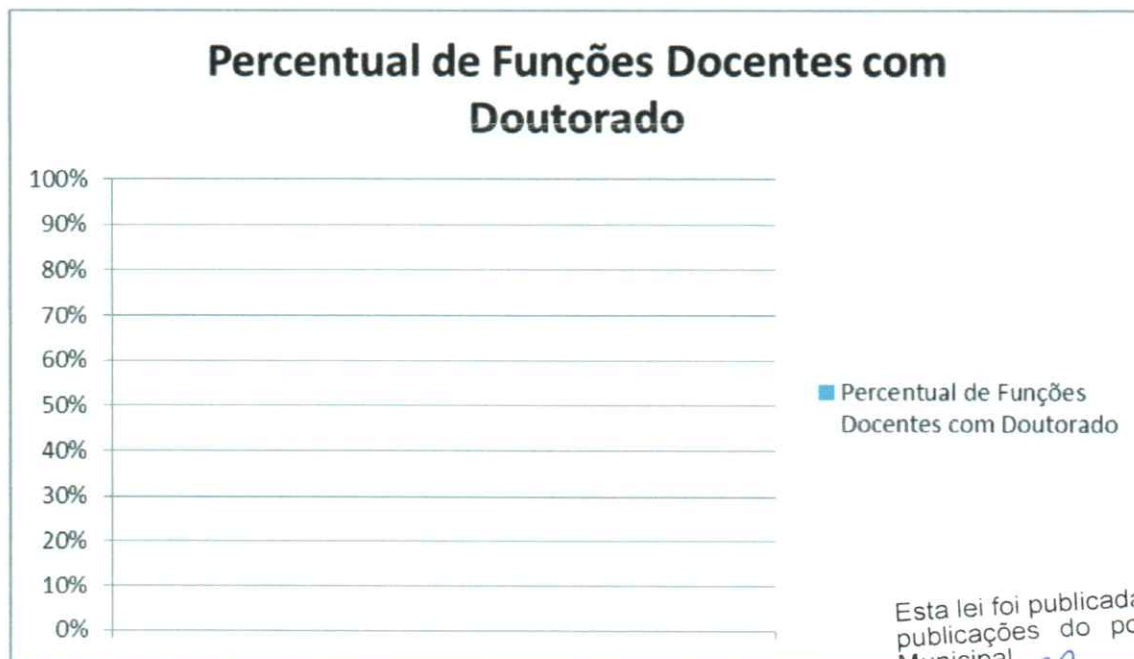 Percentual de Funções Docentes com
Doutorado
100%
90%
80%
70%
60%
50%
40%
30%
20%
10%
0%
Percentual de Funções
Docentes com Doutorado
Esta lei foi publicada
publicações do po
Municipal